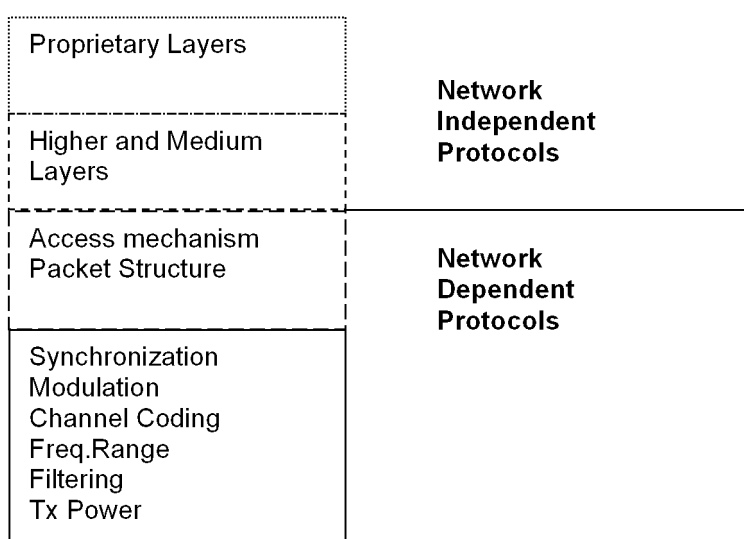 Proprietary Layers
Network
Independent
Protocols
Higher and Medium
Layers
Access mechanism
Packet Structure
Network
Dependent
Protocols
Synchronization
Modulation
Channel Coding
Freq.Range
Filtering
Tx Power